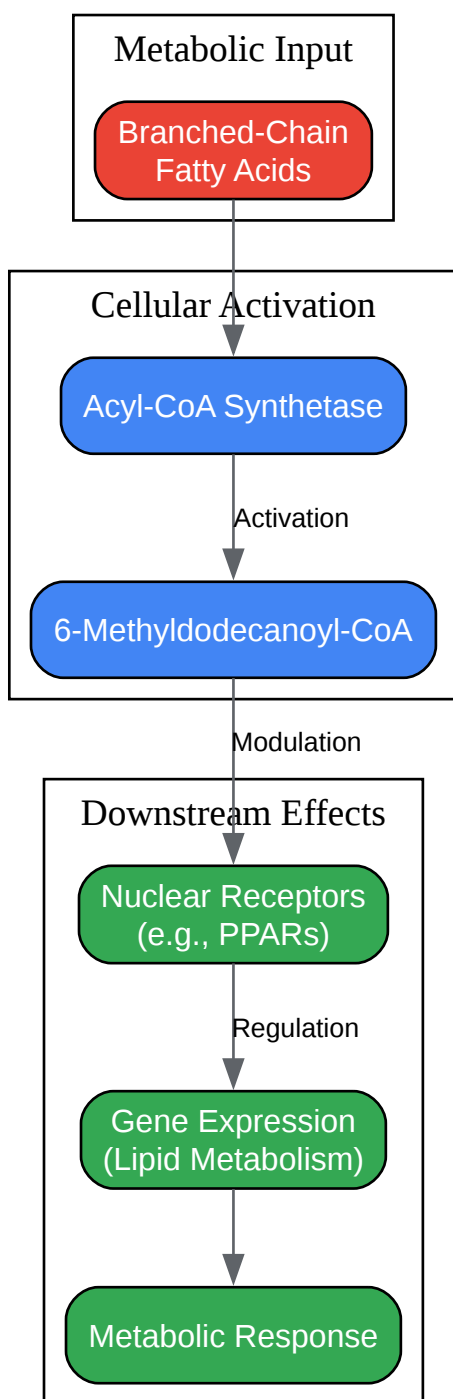 Metabolic Input
Branched-Chain
Fatty Acids
Cellular Activation
Acyl-CoA Synthetase
Activation
6-Methyldodecanoyl-CoA
Modulation
Downstream Effects
Nuclear Receptors
(e.g., PPARs)
Regulation
Gene Expression
(Lipid Metabolism)
Metabolic Response